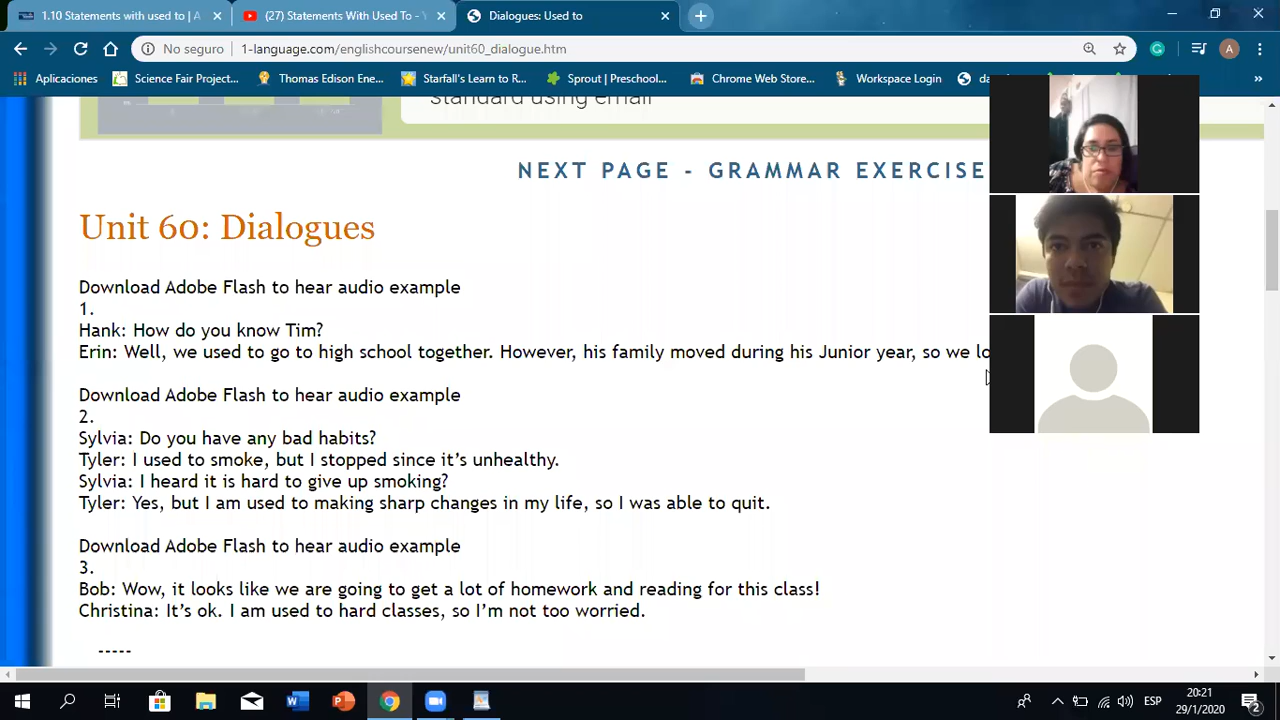 1.10 Statements with used to | A
(27) Statements With Used To - Y
Dialogues: Used to
No seguro
1-language.com/englishcoursenew/unit60_dialogue.htm
A
Aplicaciones
Science Fair Project...
Thomas Edison Ene...
Starfall's Learn to R...
Sprout | Preschool...
Chrome Web Store...
Workspace Login
da
»
standard using email
NEXT PAGE - GRAMMAR EXERCISE
Unit 60: Dialogues
Download Adobe Flash to hear audio example
1.
Hank: How do you know Tim?
Erin: Well, we used to go to high school together. However, his family moved during his Junior year, so we lo
Download Adobe Flash to hear audio example
2.
Sylvia: Do you have any bad habits?
Tyler: I used to smoke, but I stopped since it's unhealthy.
Sylvia: I heard it is hard to give up smoking?
Tyler: Yes, but I am used to making sharp changes in my life, so I was able to quit.
Download Adobe Flash to hear audio example
3.
Bob: Wow, it looks like we are going to get a lot of homework and reading for this class!
Christina: It's ok. I am used to hard classes, so I'm not too worried.
-----
ESP
20:21
29/1/2020
2